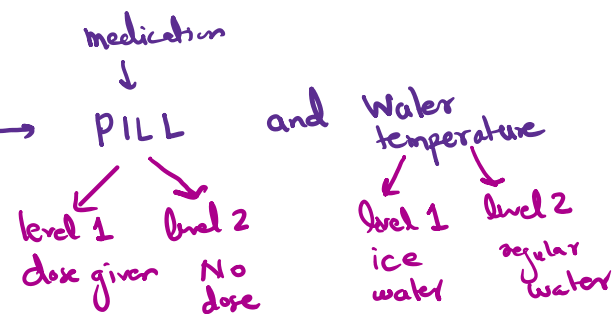 medication
PILL and Water
temperature
level 1 level 2 level 1 level 2
dose given No ice regular
dose water water